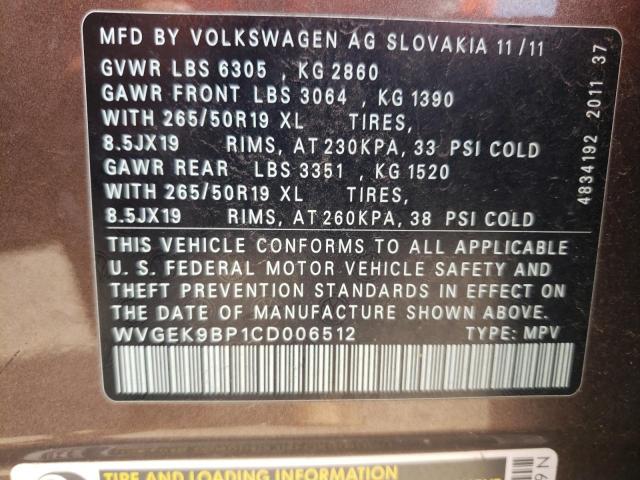 MFD BY VOLKSWAGEN AG SLOVAKIA 11/11
GVWR LBS 6305 , KG 2860
GAWR FRONT LBS 3064 , KG 1390
WITH 265/50R19 XL TIRES,
8.5JX19 RIMS, AT 230KPA, 33 PSI COLD
GAWR REAR LBS 3351 , KG 1520
WITH 265/50R19 XL TIRES,
8.5JX19 RIMS, AT 260KPA, 38 PSI COLD
THIS VEHICLE CONFORMS TO ALL APPLICABLE
U. S. FEDERAL MOTOR VEHICLE SAFETY AND
THEFT PREVENTION STANDARDS IN EFFECT ON
THE DATE OF MANUFACTURE SHOWN ABOVE.
WVGEK9BP1CD006512 TYPE: MPV
4834192 2011 37
TIRE AND LOADING INFORMATION